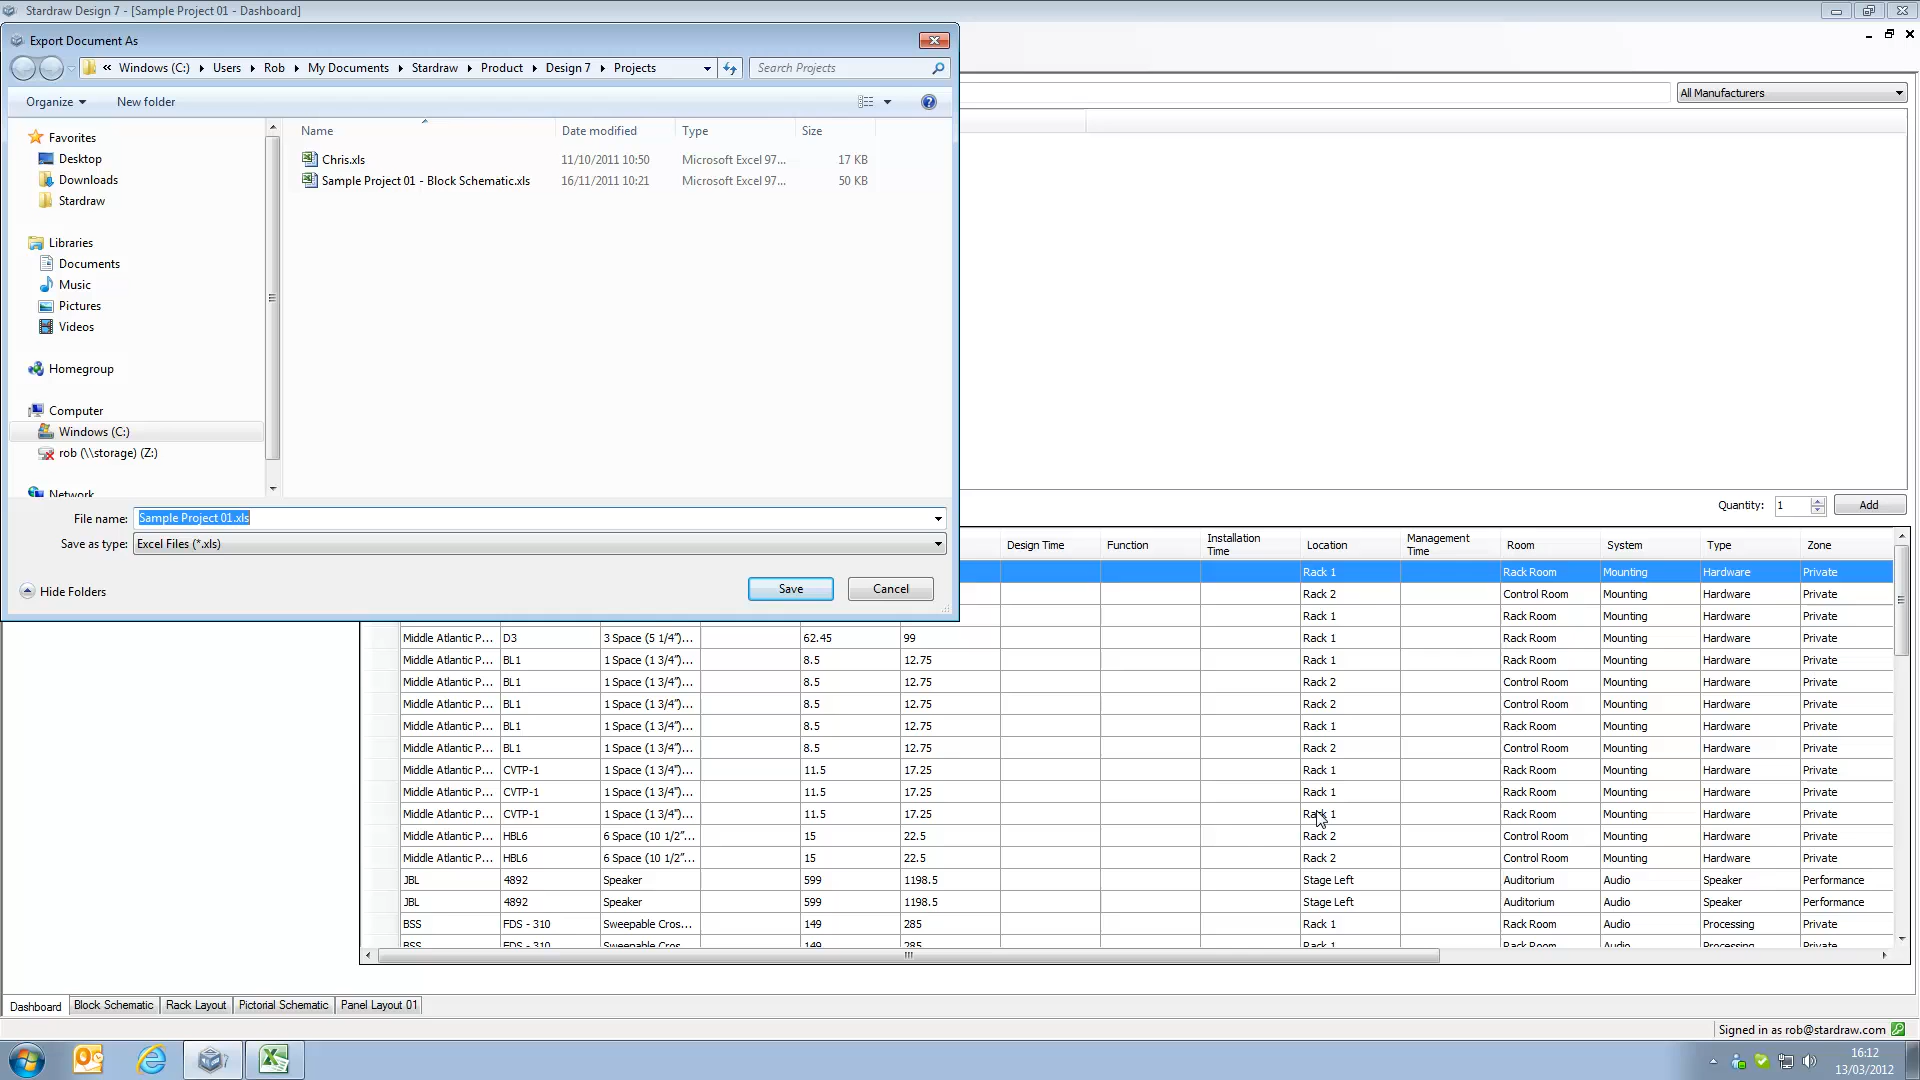 Stardraw Design 7 - [Sample Project 01 - Dashboard]
Export Document As
« Windows (C:) Users Rob My Documents Stardraw Product Design 7 Projects
Search Projects
Organize New folder
All Manufacturers
Name Date modified Type Size
Favorites
Desktop
Downloads
Stardraw
Libraries
Documents
Music
Pictures
Videos
Homegroup
Computer
Windows (C:)
rob (\\storage) (Z:)
Network
Chris.xls 11/10/2011 10:50 Microsoft Excel 97... 17 KB
Sample Project 01 - Block Schematic.xls 16/11/2011 10:21 Microsoft Excel 97... 50 KB
File name: Sample Project 01.xls
Save as type: Excel Files (*.xls)
Hide Folders Save Cancel
Quantity: 1 Add
Design Time Function Installation Time Location Management Time Room System Type Zone
Rack 1 Rack Room Mounting Hardware Private
Rack 2 Control Room Mounting Hardware Private
Rack 1 Rack Room Mounting Hardware Private
Middle Atlantic P... D3 3 Space (5 1/4")... 62.45 99 Rack 1 Rack Room Mounting Hardware Private
Middle Atlantic P... BL1 1 Space (1 3/4")... 8.5 12.75 Rack 1 Rack Room Mounting Hardware Private
Middle Atlantic P... BL1 1 Space (1 3/4")... 8.5 12.75 Rack 2 Control Room Mounting Hardware Private
Middle Atlantic P... BL1 1 Space (1 3/4")... 8.5 12.75 Rack 2 Control Room Mounting Hardware Private
Middle Atlantic P... BL1 1 Space (1 3/4")... 8.5 12.75 Rack 1 Rack Room Mounting Hardware Private
Middle Atlantic P... BL1 1 Space (1 3/4")... 8.5 12.75 Rack 2 Control Room Mounting Hardware Private
Middle Atlantic P... CVTP-1 1 Space (1 3/4")... 11.5 17.25 Rack 1 Rack Room Mounting Hardware Private
Middle Atlantic P... CVTP-1 1 Space (1 3/4")... 11.5 17.25 Rack 1 Rack Room Mounting Hardware Private
Middle Atlantic P... CVTP-1 1 Space (1 3/4")... 11.5 17.25 Rack 1 Rack Room Mounting Hardware Private
Middle Atlantic P... HBL6 6 Space (10 1/2"... 15 22.5 Rack 2 Control Room Mounting Hardware Private
Middle Atlantic P... HBL6 6 Space (10 1/2"... 15 22.5 Rack 2 Control Room Mounting Hardware Private
JBL 4892 Speaker 599 1198.5 Stage Left Auditorium Audio Speaker Performance
JBL 4892 Speaker 599 1198.5 Stage Left Auditorium Audio Speaker Performance
BSS FDS - 310 Sweepable Cros... 149 285 Rack 1 Rack Room Audio Processing Private
BSS FDS - 310 Sweepable Cros... 149 285 Rack 1 Rack Room Audio Processing Private
Dashboard Block Schematic Rack Layout Pictorial Schematic Panel Layout 01
Signed in as rob@stardraw.com
16:12
13/03/2012